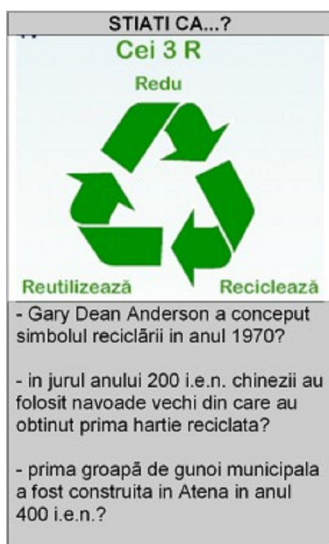 STIATI CA...?
Cei 3 R
Redu
Reutilizează
Reciclează
- Gary Dean Anderson a conceput
simbolul reciclării in anul 1970?
- in jurul anului 200 i.e.n. chinezii au
folosit navoade vechi din care au
obtinut prima hartie reciclata?
- prima groapă de gunoi municipala
a fost construita in Atena in anul
400 i.e.n.?